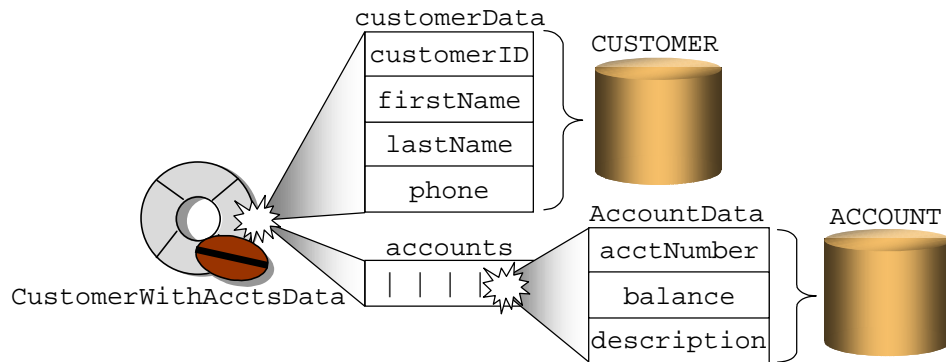 customerData
customerID
firstName
lastName
phone
CUSTOMER
CustomerWithAcctsData
accounts
AccountData
acctNumber
balance
description
ACCOUNT